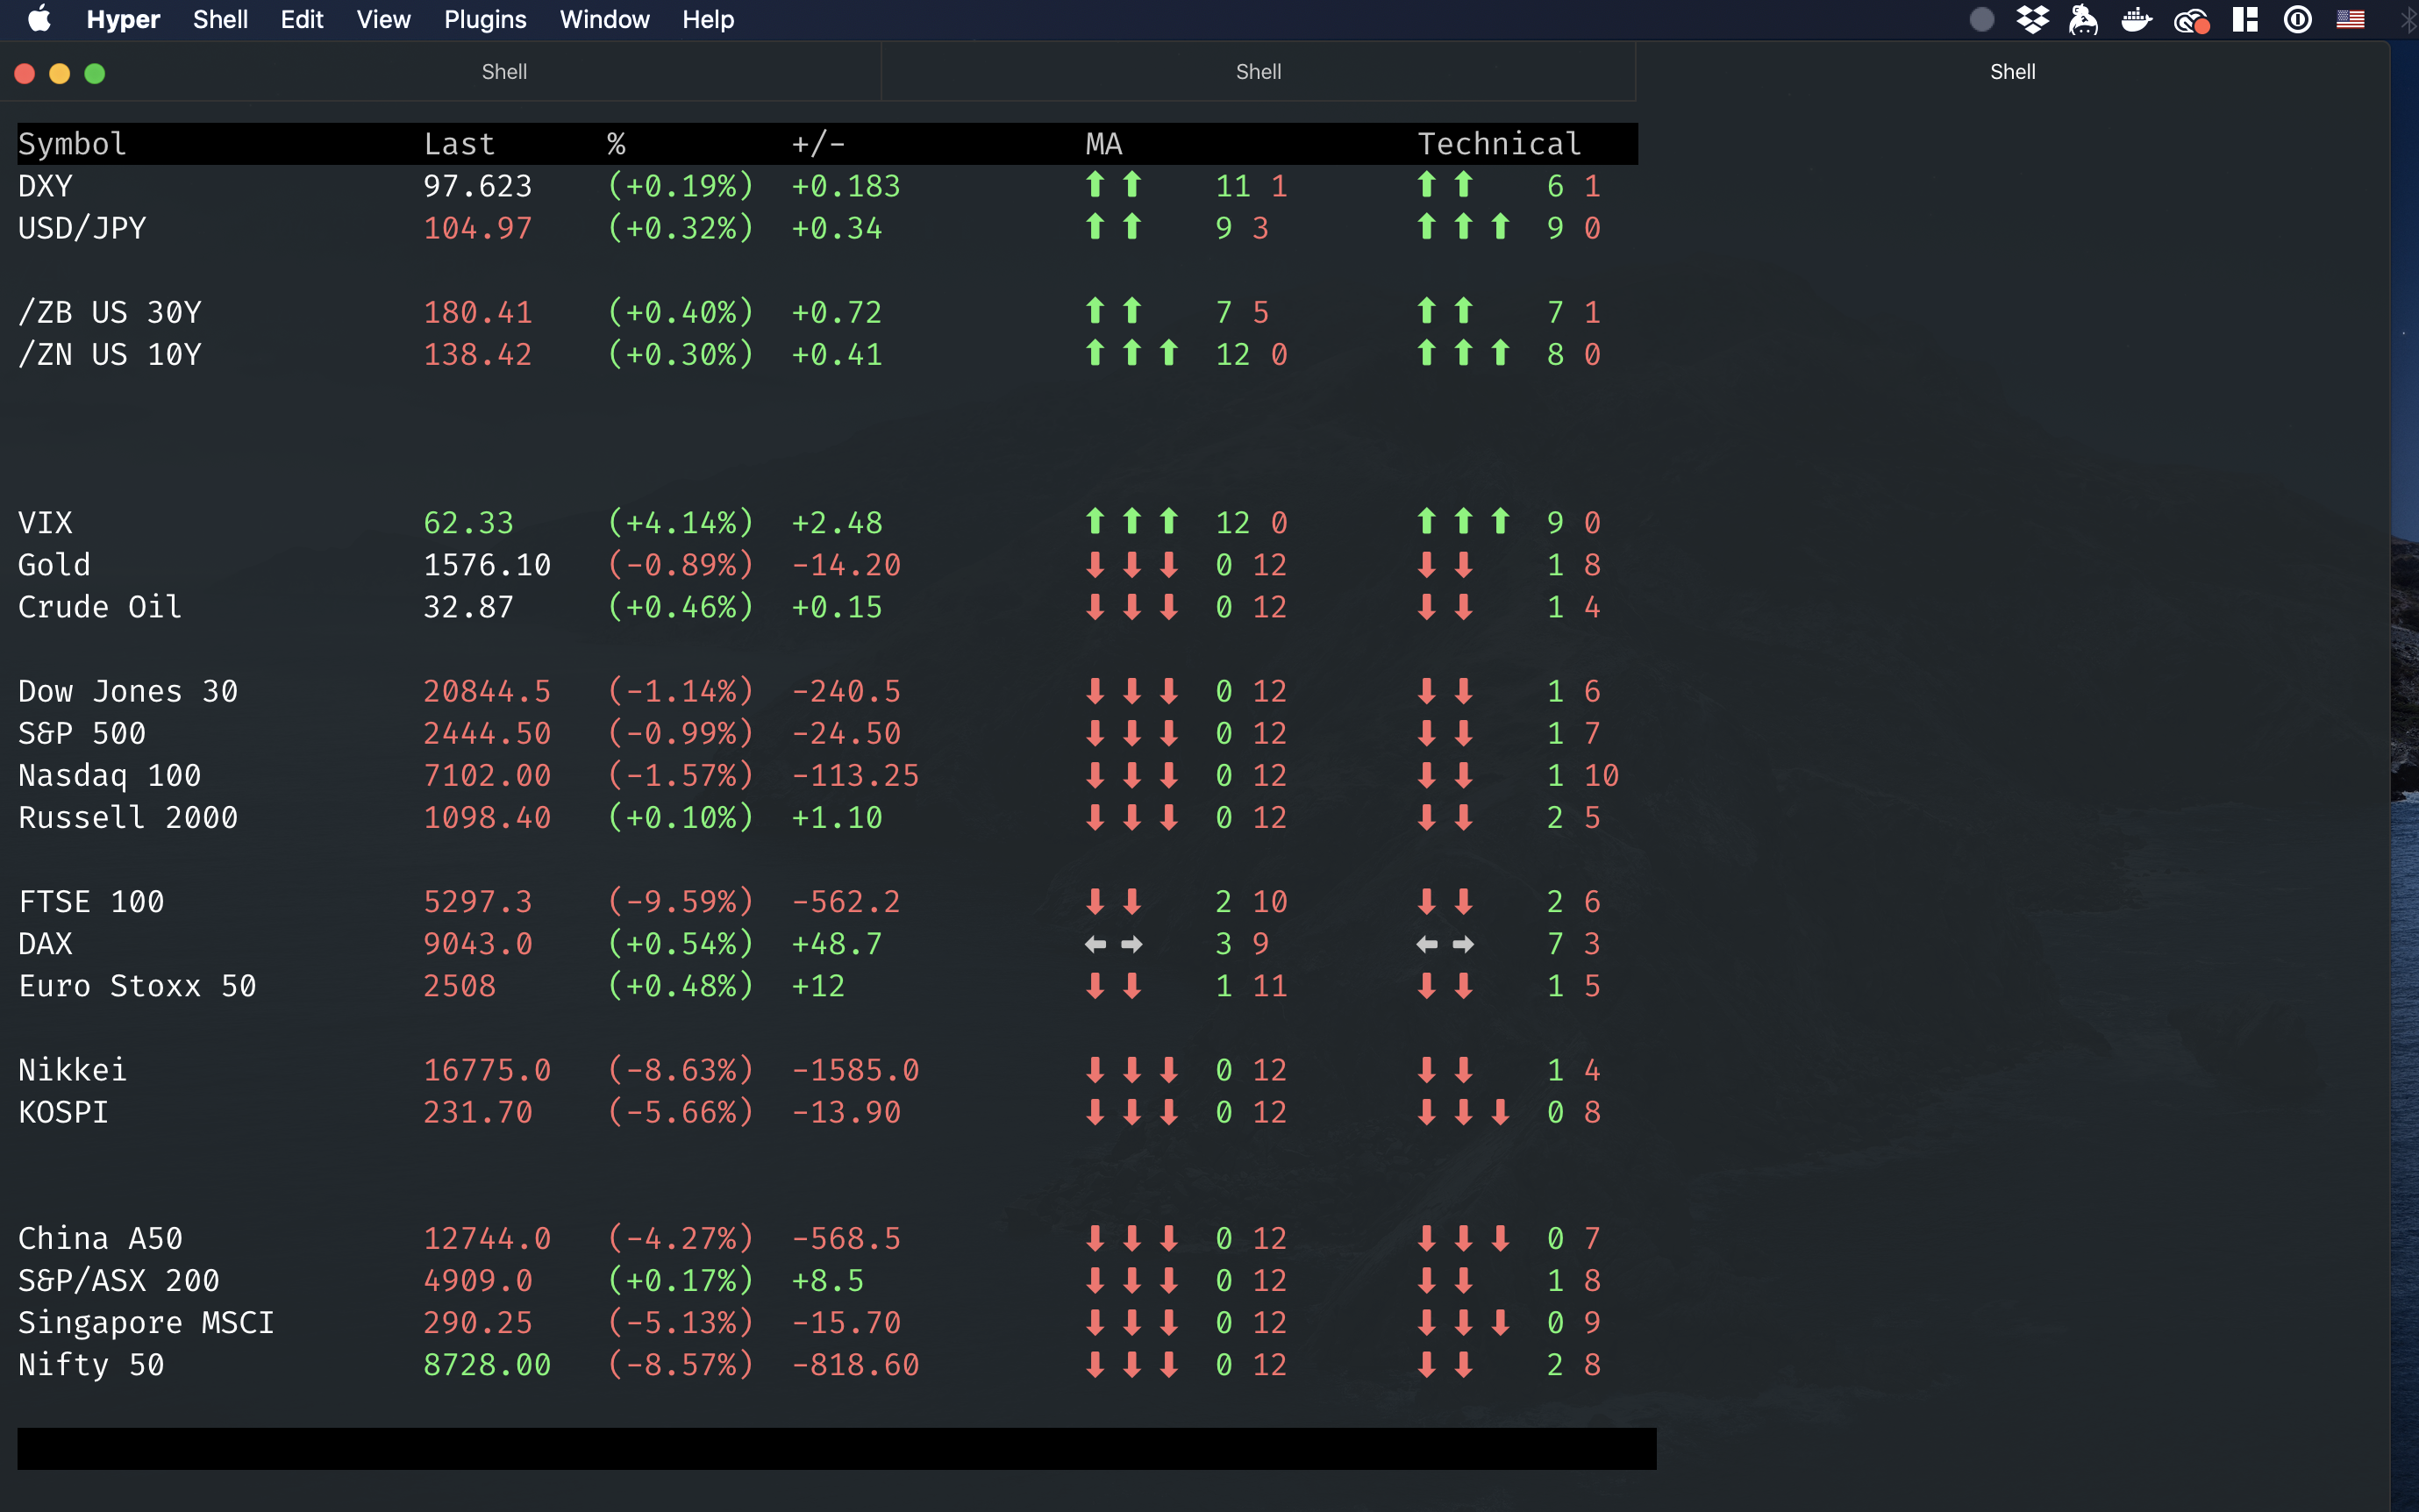 Hyper Shell Edit View Plugins Window Help
Shell Shell Shell
Symbol Last % +/- MA Technical
DXY 97.623 (+0.19%) +0.183 ⬆ ⬆ 11 1 ⬆ ⬆ 6 1
USD/JPY 104.97 (+0.32%) +0.34 ⬆ ⬆ 9 3 ⬆ ⬆ ⬆ 9 0
/ZB US 30Y 180.41 (+0.40%) +0.72 ⬆ ⬆ 7 5 ⬆ ⬆ 7 1
/ZN US 10Y 138.42 (+0.30%) +0.41 ⬆ ⬆ ⬆ 12 0 ⬆ ⬆ ⬆ 8 0
VIX 62.33 (+4.14%) +2.48 ⬆ ⬆ ⬆ 12 0 ⬆ ⬆ ⬆ 9 0
Gold 1576.10 (-0.89%) -14.20 ⬇ ⬇ ⬇ 0 12 ⬇ ⬇ 1 8
Crude Oil 32.87 (+0.46%) +0.15 ⬇ ⬇ ⬇ 0 12 ⬇ ⬇ 1 4
Dow Jones 30 20844.5 (-1.14%) -240.5 ⬇ ⬇ ⬇ 0 12 ⬇ ⬇ 1 6
S&P 500 2444.50 (-0.99%) -24.50 ⬇ ⬇ ⬇ 0 12 ⬇ ⬇ 1 7
Nasdaq 100 7102.00 (-1.57%) -113.25 ⬇ ⬇ ⬇ 0 12 ⬇ ⬇ 1 10
Russell 2000 1098.40 (+0.10%) +1.10 ⬇ ⬇ ⬇ 0 12 ⬇ ⬇ 2 5
FTSE 100 5297.3 (-9.59%) -562.2 ⬇ ⬇ 2 10 ⬇ ⬇ 2 6
DAX 9043.0 (+0.54%) +48.7 ⬅ ➡ 3 9 ⬅ ➡ 7 3
Euro Stoxx 50 2508 (+0.48%) +12 ⬇ ⬇ 1 11 ⬇ ⬇ 1 5
Nikkei 16775.0 (-8.63%) -1585.0 ⬇ ⬇ ⬇ 0 12 ⬇ ⬇ 1 4
KOSPI 231.70 (-5.66%) -13.90 ⬇ ⬇ ⬇ 0 12 ⬇ ⬇ ⬇ 0 8
China A50 12744.0 (-4.27%) -568.5 ⬇ ⬇ ⬇ 0 12 ⬇ ⬇ ⬇ 0 7
S&P/ASX 200 4909.0 (+0.17%) +8.5 ⬇ ⬇ ⬇ 0 12 ⬇ ⬇ 1 8
Singapore MSCI 290.25 (-5.13%) -15.70 ⬇ ⬇ ⬇ 0 12 ⬇ ⬇ ⬇ 0 9
Nifty 50 8728.00 (-8.57%) -818.60 ⬇ ⬇ ⬇ 0 12 ⬇ ⬇ 2 8